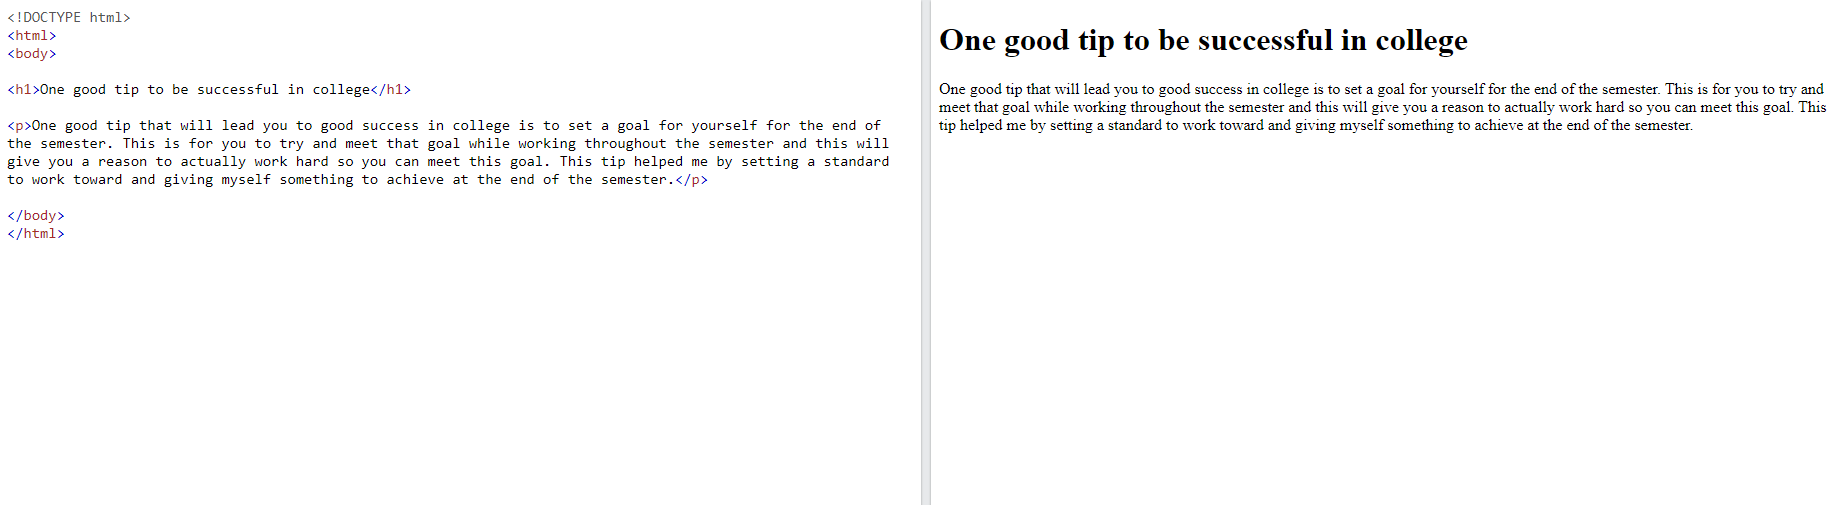 <!DOCTYPE html>
<html>
<body>
<h1>One good tip to be successful in college</h1>
<p>One good tip that will lead you to good success in college is to set a goal for yourself for the end of
the semester. This is for you to try and meet that goal while working throughout the semester and this will
give you a reason to actually work hard so you can meet this goal. This tip helped me by setting a standard
to work toward and giving myself something to achieve at the end of the semester.</p>
</body>
</html>
One good tip to be successful in college
One good tip that will lead you to good success in college is to set a goal for yourself for the end of the semester. This is for you to try and
meet that goal while working throughout the semester and this will give you a reason to actually work hard so you can meet this goal. This
tip helped me by setting a standard to work toward and giving myself something to achieve at the end of the semester.